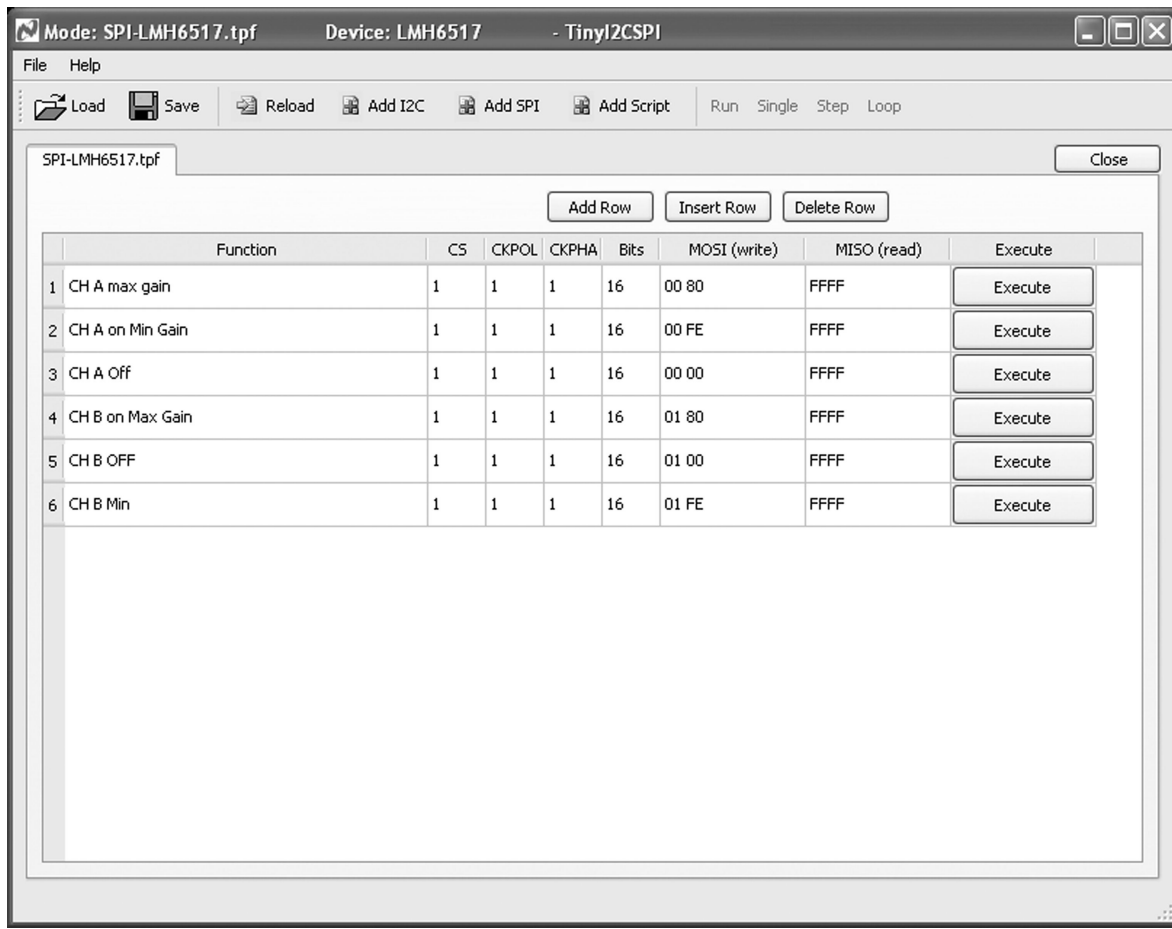 Mode: SPI-LMH6517.tpf Device: LMH6517 - TinyI2CSPI
File Help
Load Save Reload Add I2C Add SPI Add Script Run Single Step Loop
SPI-LMH6517.tpf Close
Add Row Insert Row Delete Row
Function CS CKPOL CKPHA Bits MOSI (write) MISO (read) Execute
1 CH A max gain 1 1 1 16 00 80 FFFF Execute
2 CH A on Min Gain 1 1 1 16 00 FE FFFF Execute
3 CH A Off 1 1 1 16 00 00 FFFF Execute
4 CH B on Max Gain 1 1 1 16 01 80 FFFF Execute
5 CH B OFF 1 1 1 16 01 00 FFFF Execute
6 CH B Min 1 1 1 16 01 FE FFFF Execute